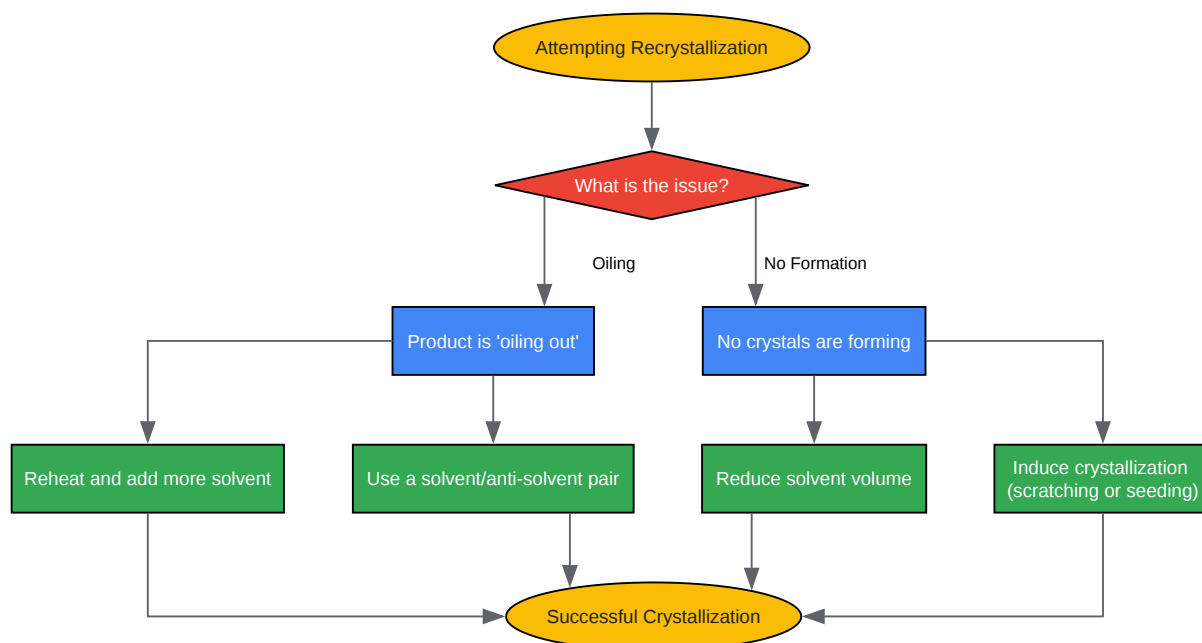 Attempting Recrystallization
What is the issue?
Oiling
No Formation
Product is 'oiling out'
No crystals are forming
Reheat and add more solvent
Use a solvent/anti-solvent pair
Reduce solvent volume
Induce crystallization
(scratching or seeding)
Successful Crystallization